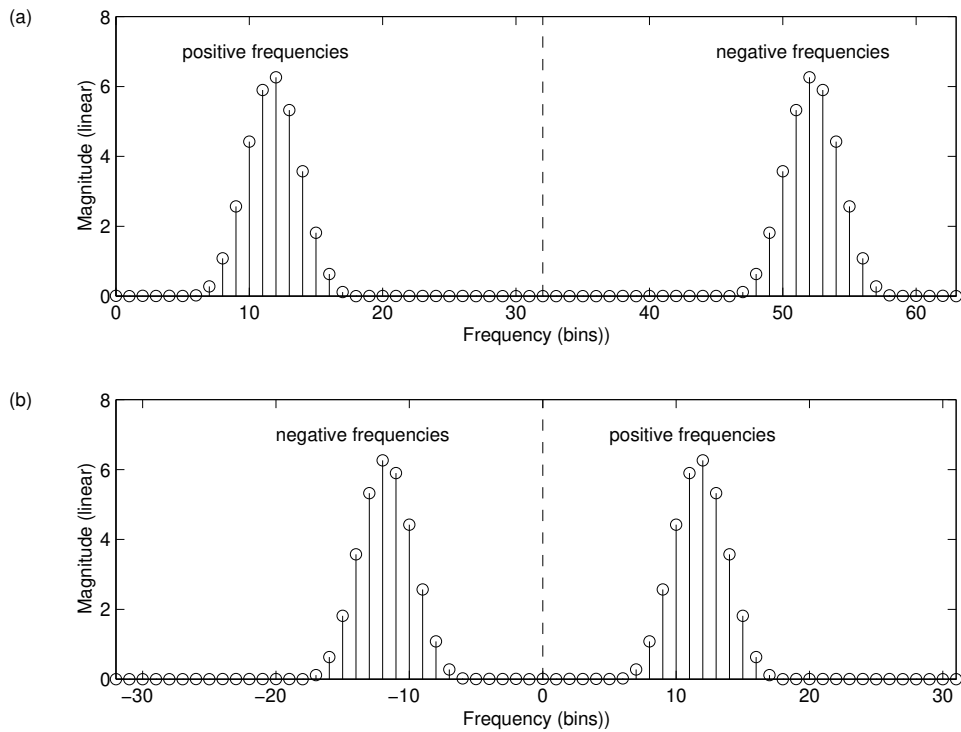 (a)
8
positive frequencies negative frequencies
6
Magnitude (linear)
4
2
0
0 10 20 30 40 50 60
Frequency (bins))
(b)
8
negative frequencies positive frequencies
6
Magnitude (linear)
4
2
0
−30 −20 −10 0 10 20 30
Frequency (bins))